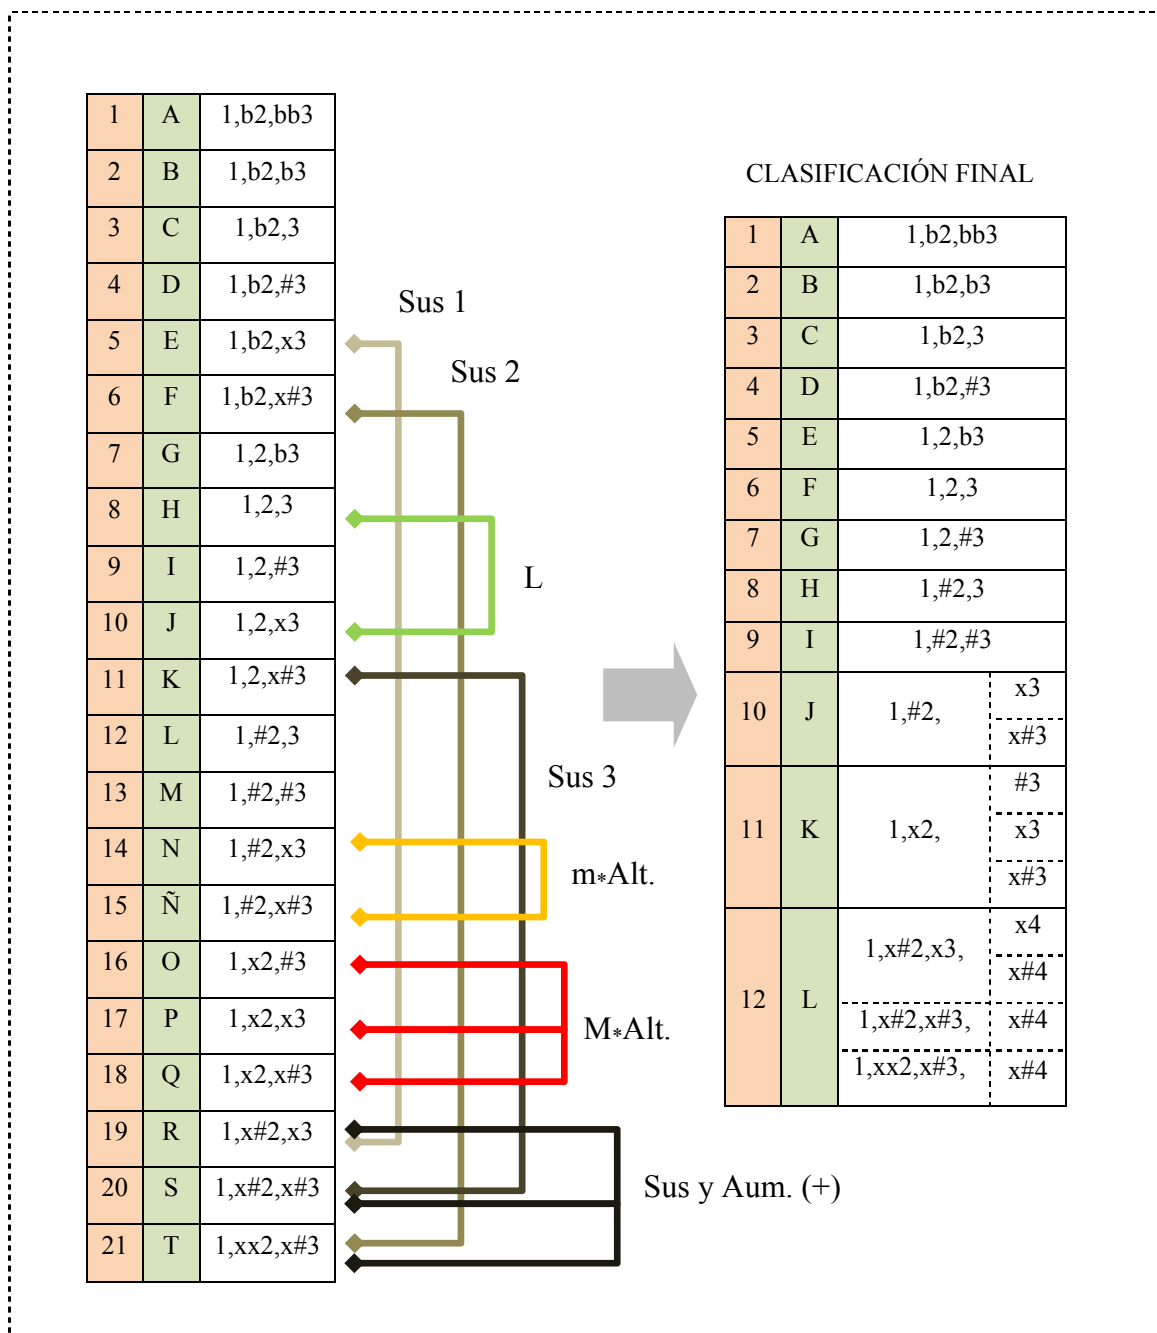 1 A 1,b2,bb3
2 B 1,b2,b3
3 C 1,b2,3
4 D 1,b2,#3
5 E 1,b2,x3
6 F 1,b2,x#3
7 G 1,2,b3
8 H 1,2,3
9 I 1,2,#3
10 J 1,2,x3
11 K 1,2,x#3
12 L 1,#2,3
13 M 1,#2,#3
14 N 1,#2,x3
15 Ñ 1,#2,x#3
16 O 1,x2,#3
17 P 1,x2,x3
18 Q 1,x2,x#3
19 R 1,x#2,x3
20 S 1,x#2,x#3
21 T 1,xx2,x#3
Sus 1
Sus 2
L
Sus 3
m*Alt.
M*Alt.
Sus y Aum. (+)
CLASIFICACIÓN FINAL
1 A 1,b2,bb3
2 B 1,b2,b3
3 C 1,b2,3
4 D 1,b2,#3
5 E 1,2,b3
6 F 1,2,3
7 G 1,2,#3
8 H 1,#2,3
9 I 1,#2,#3
10 J 1,#2,
x3
x#3
11 K 1,x2,
#3
x3
x#3
12 L
1,x#2,x3,
x4
x#4
1,x#2,x#3, x#4
1,xx2,x#3, x#4